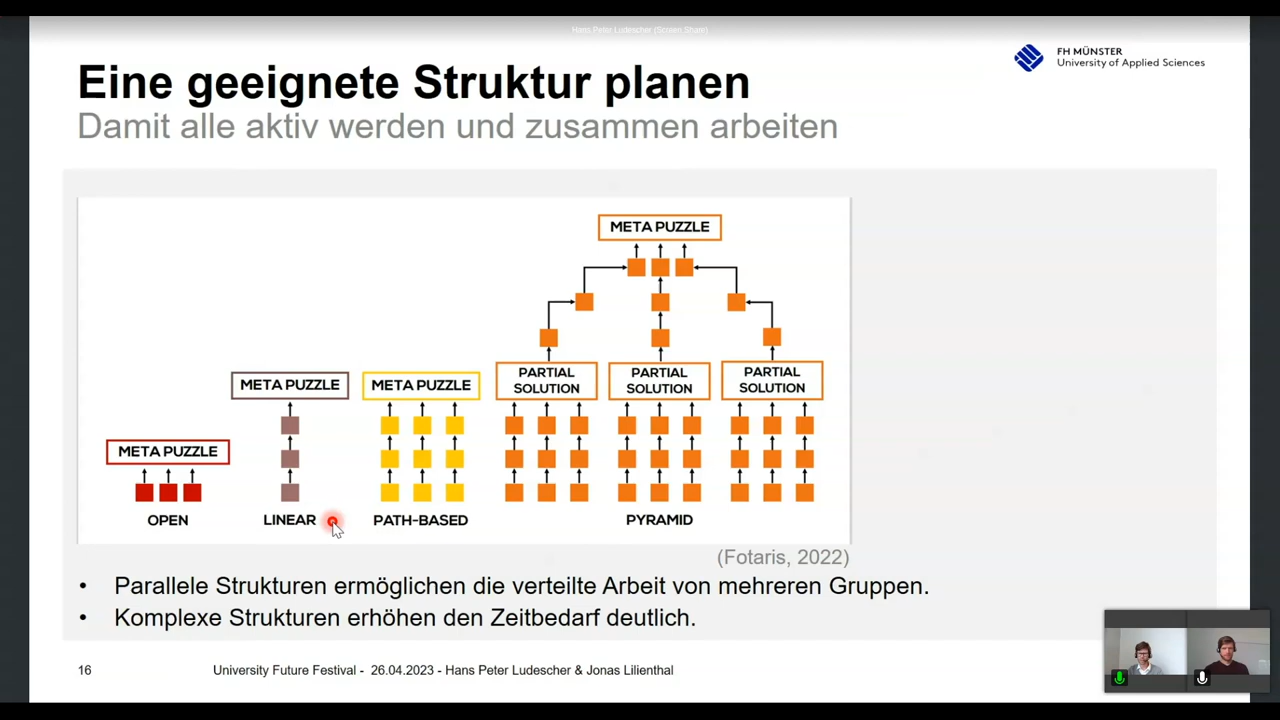 Hans Peter Ludescher (Screen Share)
FH MÜNSTER
University of Applied Sciences
Eine geeignete Struktur planen
Damit alle aktiv werden und zusammen arbeiten
META PUZZLE
PARTIAL SOLUTION
PARTIAL SOLUTION
PARTIAL SOLUTION
META PUZZLE
META PUZZLE
META PUZZLE
OPEN
LINEAR
PATH-BASED
PYRAMID
(Fotaris, 2022)
• Parallele Strukturen ermöglichen die verteilte Arbeit von mehreren Gruppen.
• Komplexe Strukturen erhöhen den Zeitbedarf deutlich.
16
University Future Festival - 26.04.2023 - Hans Peter Ludescher & Jonas Lilienthal